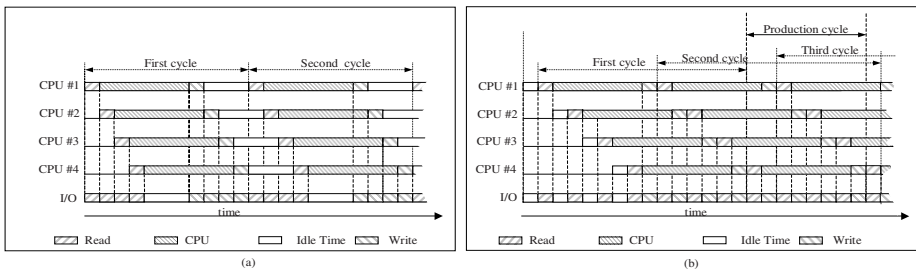 First cycle
Second cycle
CPU #1
CPU #2
CPU #3
CPU #4
I/O
time
Read
CPU
Idle Time
Write
(a)
Production cycle
Third cycle
First cycle
Second cycle
CPU #1
CPU #2
CPU #3
CPU #4
I/O
time
Read
CPU
Idle Time
Write
(b)